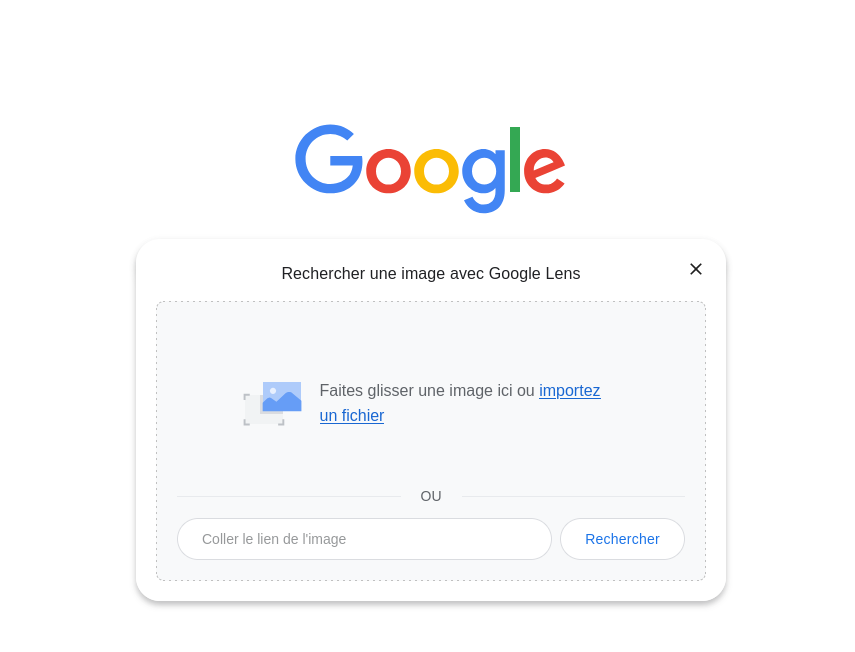 Google
Rechercher une image avec Google Lens
Faites glisser une image ici ou importez
un fichier
OU
Coller le lien de l'image
Rechercher